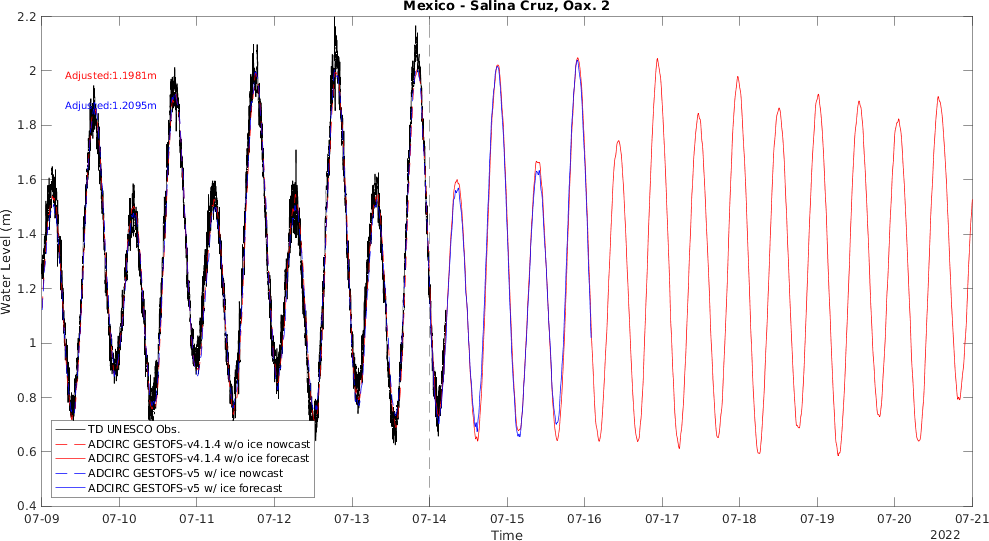 Mexico - Salina Cruz, Oax. 2
2.2
2
1.8
1.6
1.4
1.2
1
0.8
0.6
0.4
Water Level (m)
Adjusted:1.1981m
Adjusted:1.2095m
TD UNESCO Obs.
ADCIRC GESTOFS-v4.1.4 w/o ice nowcast
ADCIRC GESTOFS-v4.1.4 w/o ice forecast
ADCIRC GESTOFS-v5 w/ ice nowcast
ADCIRC GESTOFS-v5 w/ ice forecast
07-09 07-10 07-11 07-12 07-13 07-14 07-15 07-16 07-17 07-18 07-19 07-20 07-21
Time
2022